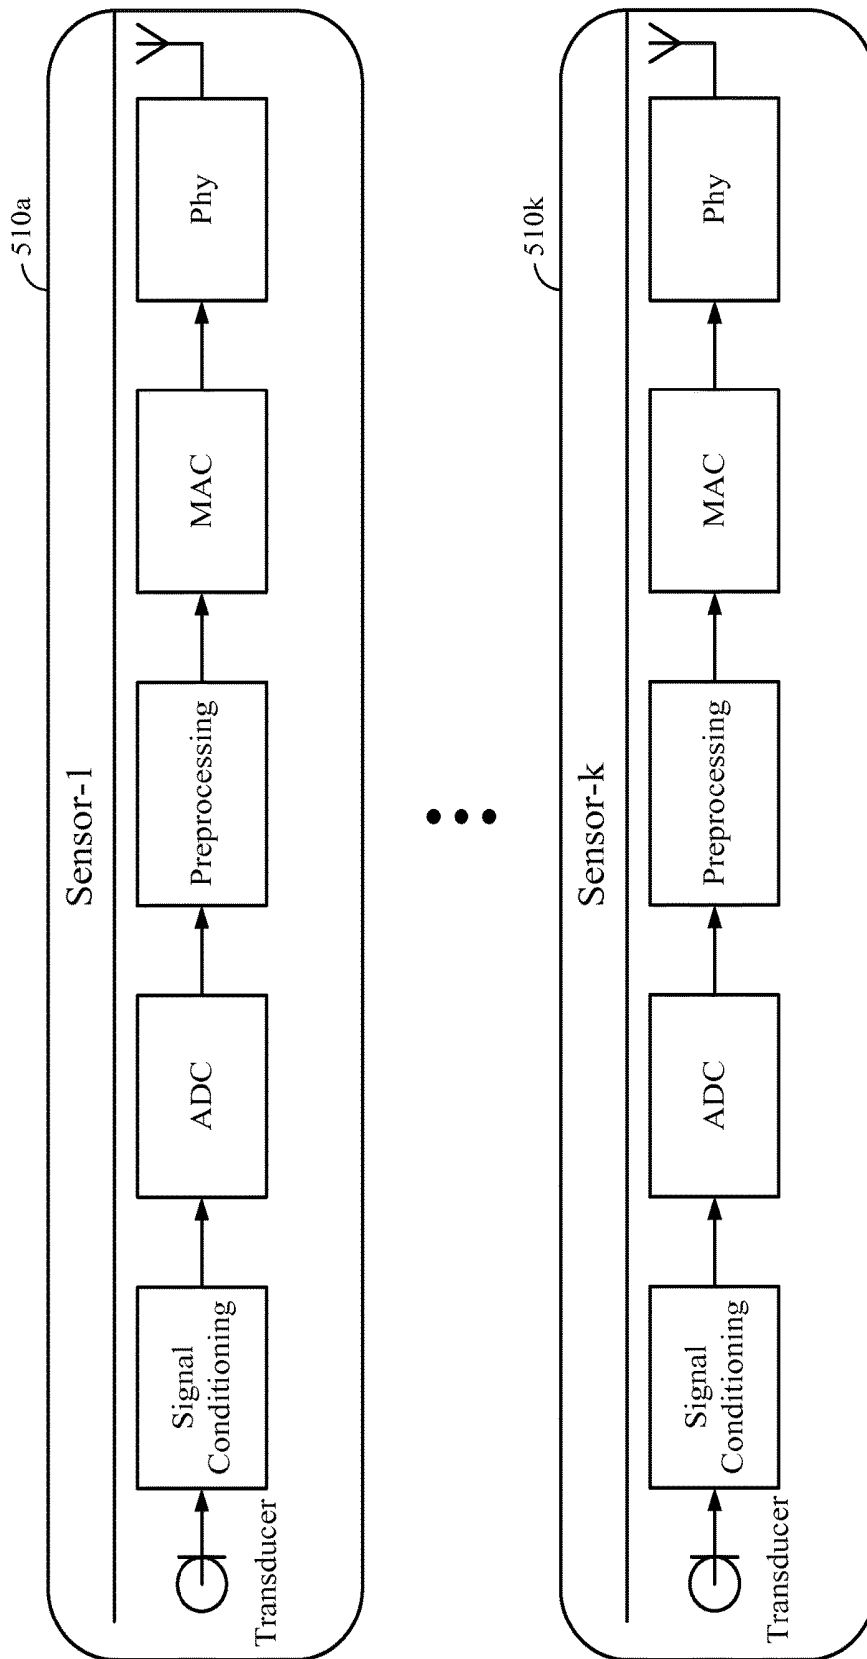 510a
Sensor-1
Transducer
Signal
Conditioning
ADC
Preprocessing
MAC
Phy
510k
Sensor-k
Transducer
Signal
Conditioning
ADC
Preprocessing
MAC
Phy